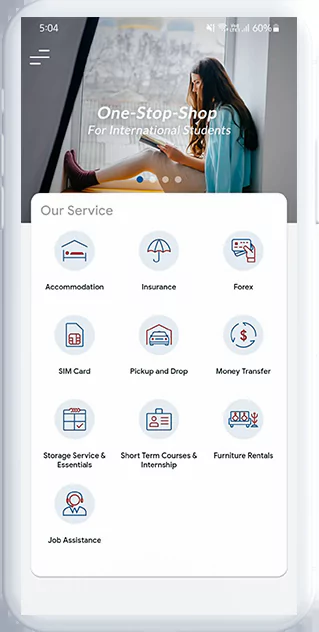 5:04
60%
One-Stop-Shop
For International Students
Our Service
Accommodation
Insurance
Forex
SIM Card
Pickup and Drop
Money Transfer
Storage Service &
Essentials
Short Term Courses &
Internship
Furniture Rentals
Job Assistance